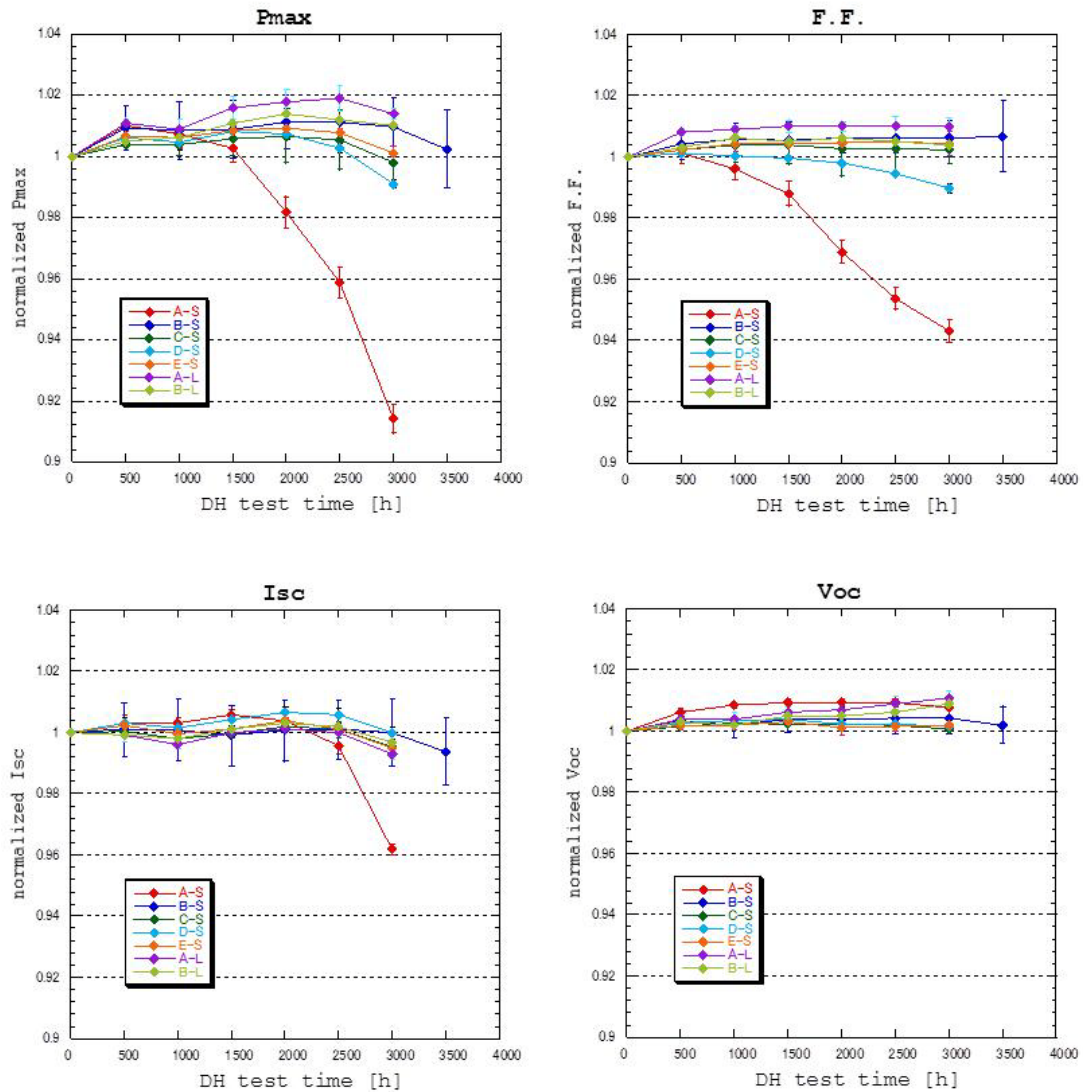 Pmax
normalized Pmax
1.04
1.02
1
0.98
0.96
0.94
0.92
0.9
A-S
B-S
C-S
D-S
E-S
A-L
B-L
0 500 1000 1500 2000 2500 3000 3500 4000
DH test time [h]
F.F.
normalized F.F.
1.04
1.02
1
0.98
0.96
0.94
0.92
0.9
A-S
B-S
C-S
D-S
E-S
A-L
B-L
0 500 1000 1500 2000 2500 3000 3500 4000
DH test time [h]
Isc
normalized Isc
1.04
1.02
1
0.98
0.96
0.94
0.92
0.9
A-S
B-S
C-S
D-S
E-S
A-L
B-L
0 500 1000 1500 2000 2500 3000 3500 4000
DH test time [h]
Voc
normalized Voc
1.04
1.02
1
0.98
0.96
0.94
0.92
0.9
A-S
B-S
C-S
D-S
E-S
A-L
B-L
0 500 1000 1500 2000 2500 3000 3500 4000
DH test time [h]